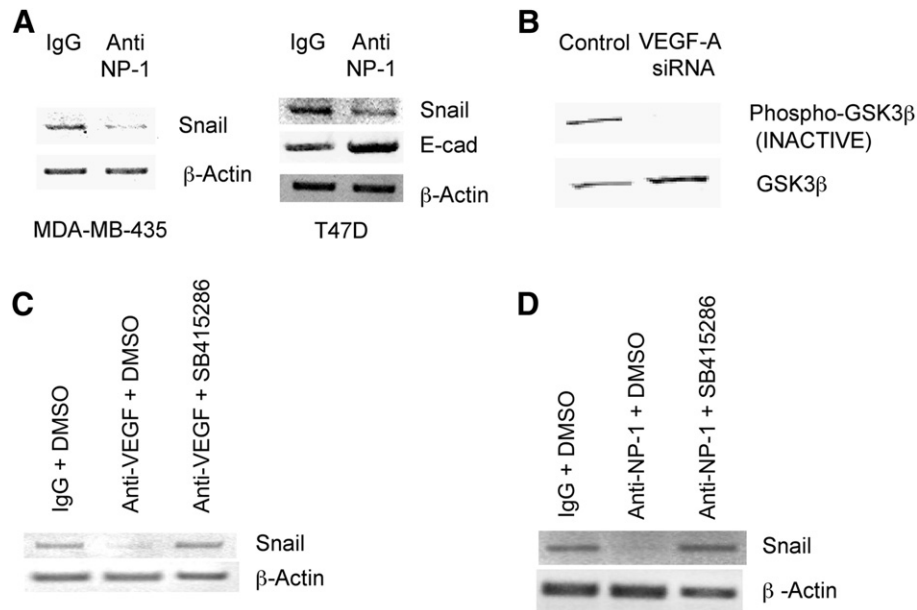 A
IgG
Anti
NP-1
Snail
β-Actin
MDA-MB-435
IgG
Anti
NP-1
Snail
E-cad
β-Actin
T47D
B
Control
VEGF-A
siRNA
Phospho-GSK3β
(INACTIVE)
GSK3β
C
IgG + DMSO
Anti-VEGF + DMSO
Anti-VEGF + SB415286
Snail
β-Actin
D
IgG + DMSO
Anti-NP-1 + DMSO
Anti-NP-1 + SB415286
Snail
β -Actin